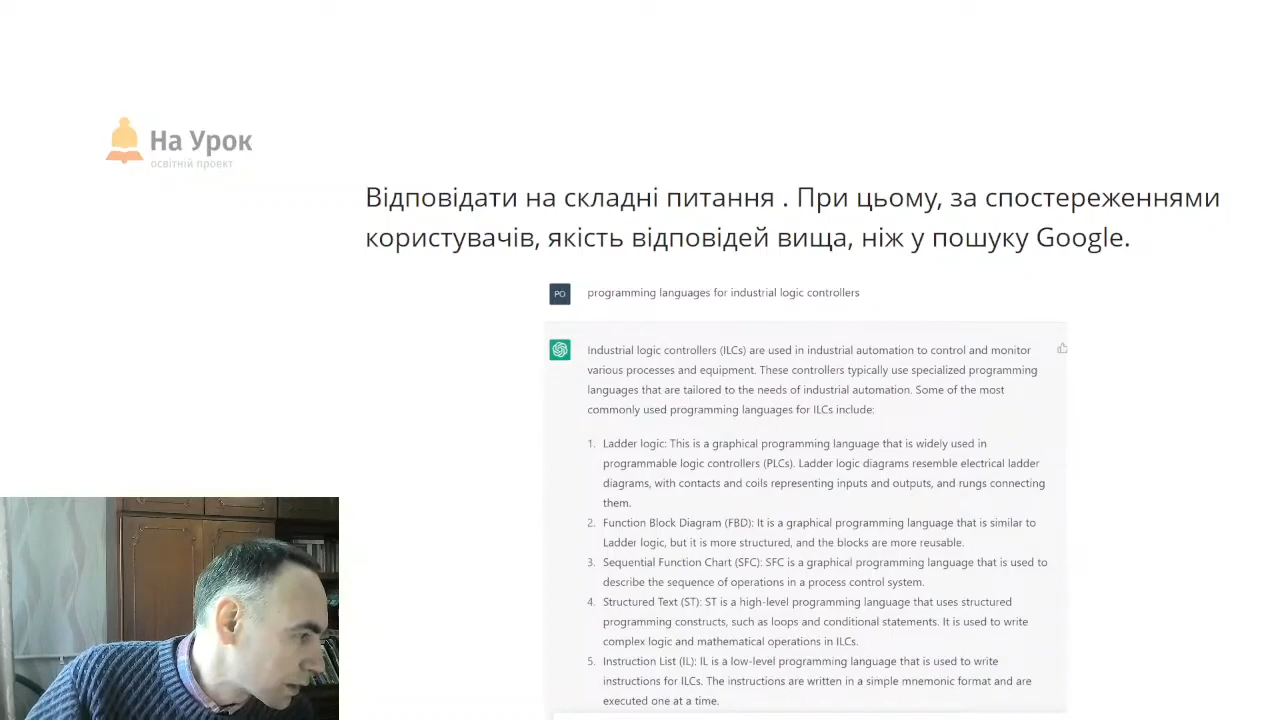 На Урок
освітній проект
Відповідати на складні питання . При цьому, за спостереженнями
користувачів, якість відповідей вища, ніж у пошуку Google.
PO
programming languages for industrial logic controllers
Industrial logic controllers (ILCs) are used in industrial automation to control and monitor
various processes and equipment. These controllers typically use specialized programming
languages that are tailored to the needs of industrial automation. Some of the most
commonly used programming languages for ILCs include:
1. Ladder logic: This is a graphical programming language that is widely used in
programmable logic controllers (PLCs). Ladder logic diagrams resemble electrical ladder
diagrams, with contacts and coils representing inputs and outputs, and rungs connecting
them.
2. Function Block Diagram (FBD): It is a graphical programming language that is similar to
Ladder logic, but it is more structured, and the blocks are more reusable.
3. Sequential Function Chart (SFC): SFC is a graphical programming language that is used to
describe the sequence of operations in a process control system.
4. Structured Text (ST): ST is a high-level programming language that uses structured
programming constructs, such as loops and conditional statements. It is used to write
complex logic and mathematical operations in ILCs.
5. Instruction List (IL): IL is a low-level programming language that is used to write
instructions for ILCs. The instructions are written in a simple mnemonic format and are
executed one at a time.